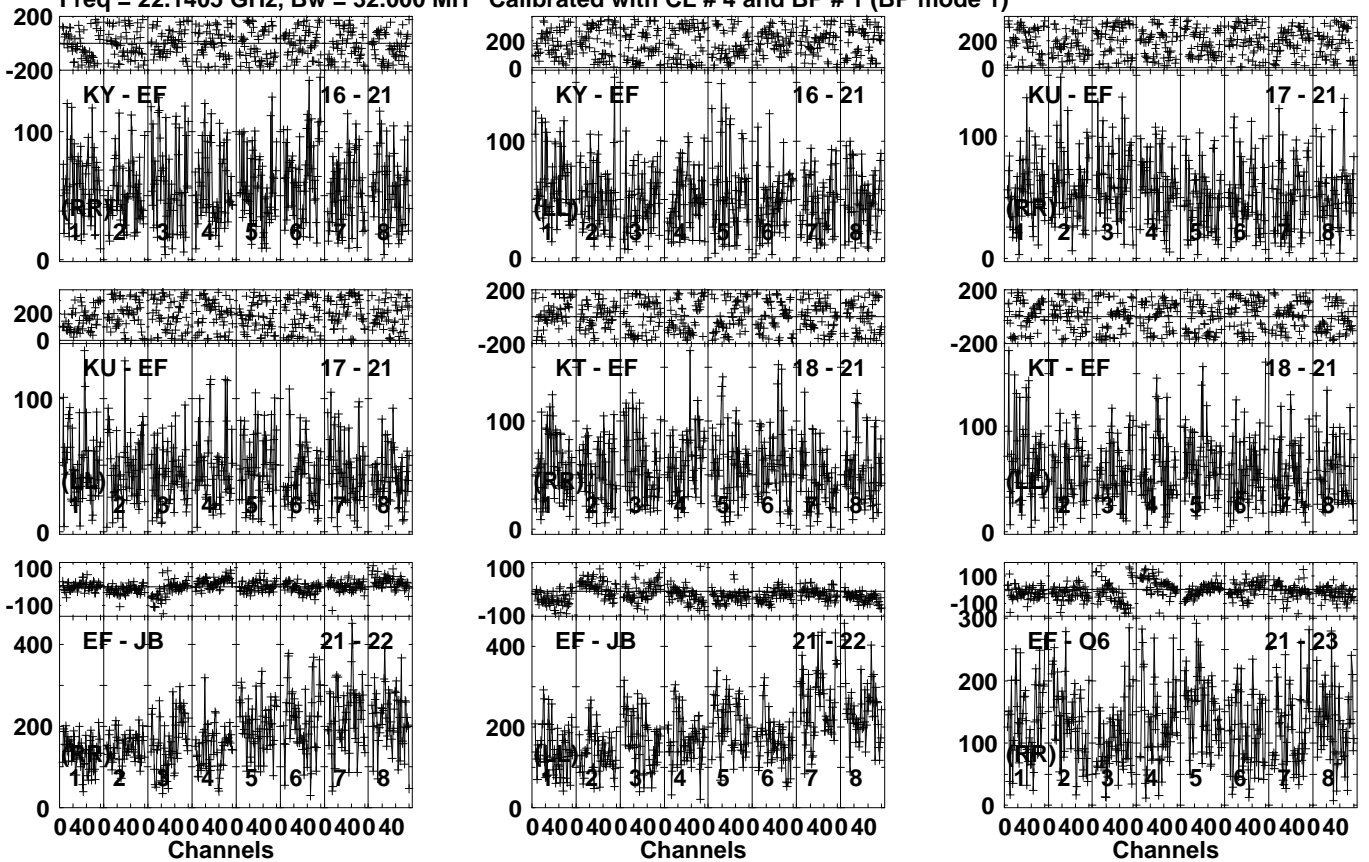 Freq = 22.1405 GHz, Bw = 32.000 MH Calibrated with CL # 4 and BP # 1 (BP mode 1)
200 200 200
-200 0 0
KY - EF 16 - 21 KY - EF 16 - 21 KU - EF 17 - 21
100 100 100
(RR) (LL) (RR)
1 2 3 4 5 6 7 8 1 2 3 4 5 6 7 8 1 2 3 4 5 6 7 8
0 0 0
200 200 200
0 -200 -200
KU - EF 17 - 21 KT - EF 18 - 21 KT - EF 18 - 21
100 100 100
(LL) (RR) (LL)
1 2 3 4 5 6 7 8 1 2 3 4 5 6 7 8 1 2 3 4 5 6 7 8
0 0 0
100 100 100
-100 -100 -100
400 400 300
EF - JB 21 - 22 EF - JB 21 - 22 EF - Q6 21 - 23
200 200 200
100
(RR) (LL) (RR)
1 2 3 4 5 6 7 8 1 2 3 4 5 6 7 8 1 2 3 4 5 6 7 8
0 0 0
0 40 0 40 0 40 0 40 0 40 0 40 0 40 0 40 0 40 0 40 0 40 0 40 0 40 0 40 0 40 0 40 0 40 0 40 0 40 0 40 0 40 0 40 0 40 0 40
Channels Channels Channels